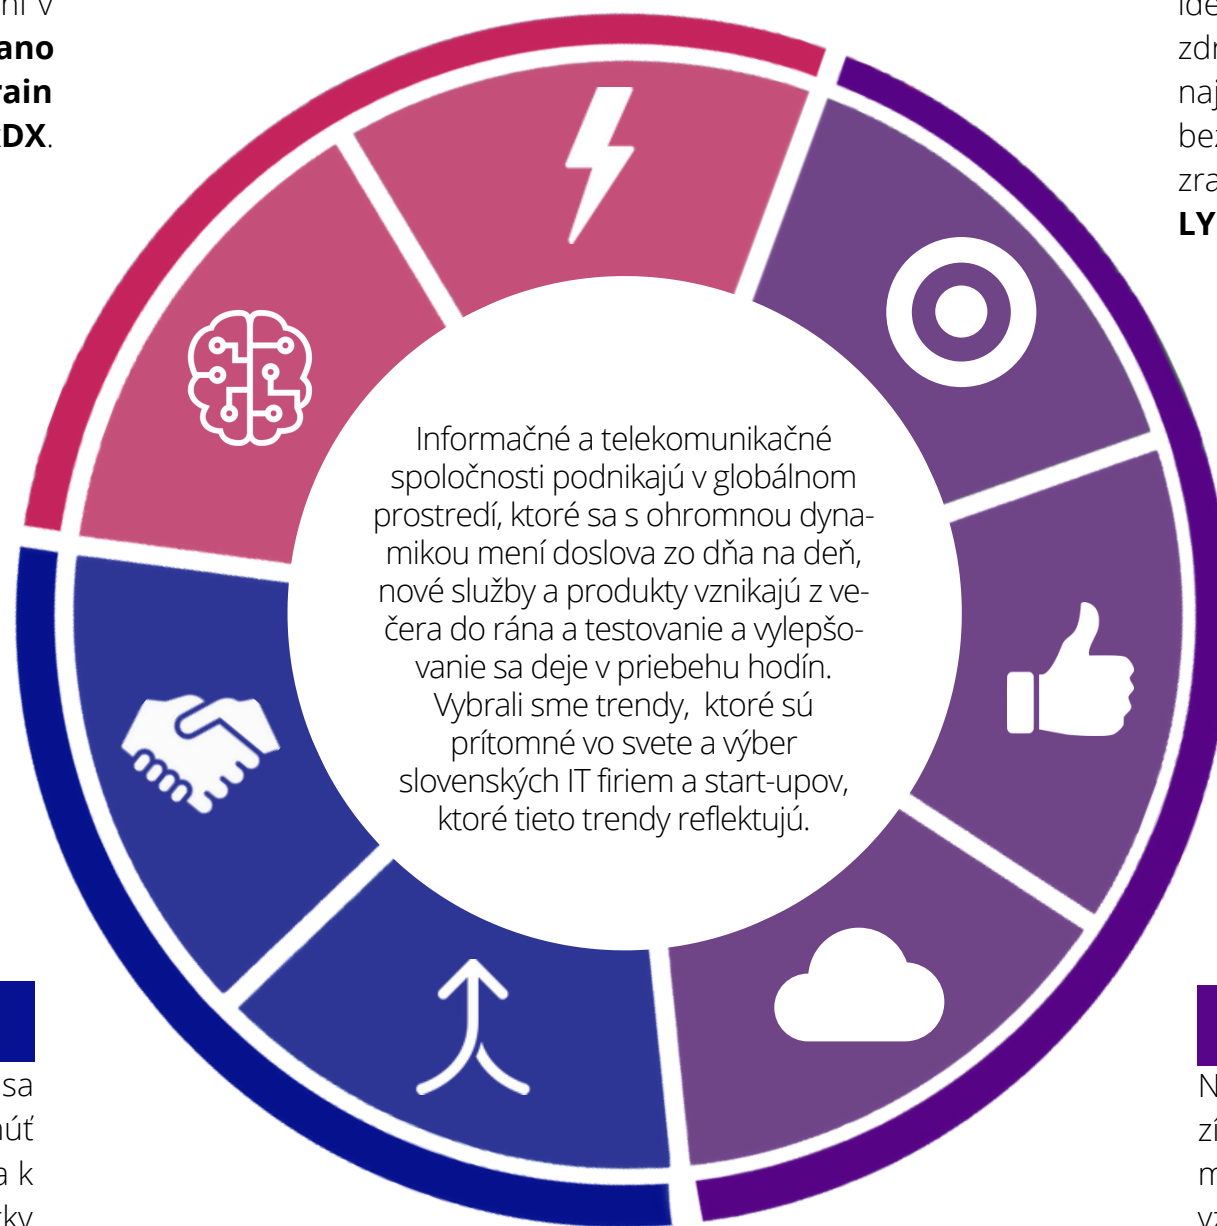 ní v
ano
rain
DX.
zdr
naj
bez
zra
LY
Informačné a telekomunikačné
spoločnosti podnikajú v globálnom
prostredí, ktoré sa s ohromnou dyna-
mikou mení doslova zo dňa na deň,
nové služby a produkty vznikajú z ve-
čera do rána a testovanie a vylepšo-
vanie sa deje v priebehu hodín.
Vybrali sme trendy, ktoré sú
prítomné vo svete a výber
slovenských IT firiem a start-upov,
ktoré tieto trendy reflektujú.
sa
núť
a k
ky
N
zí
m